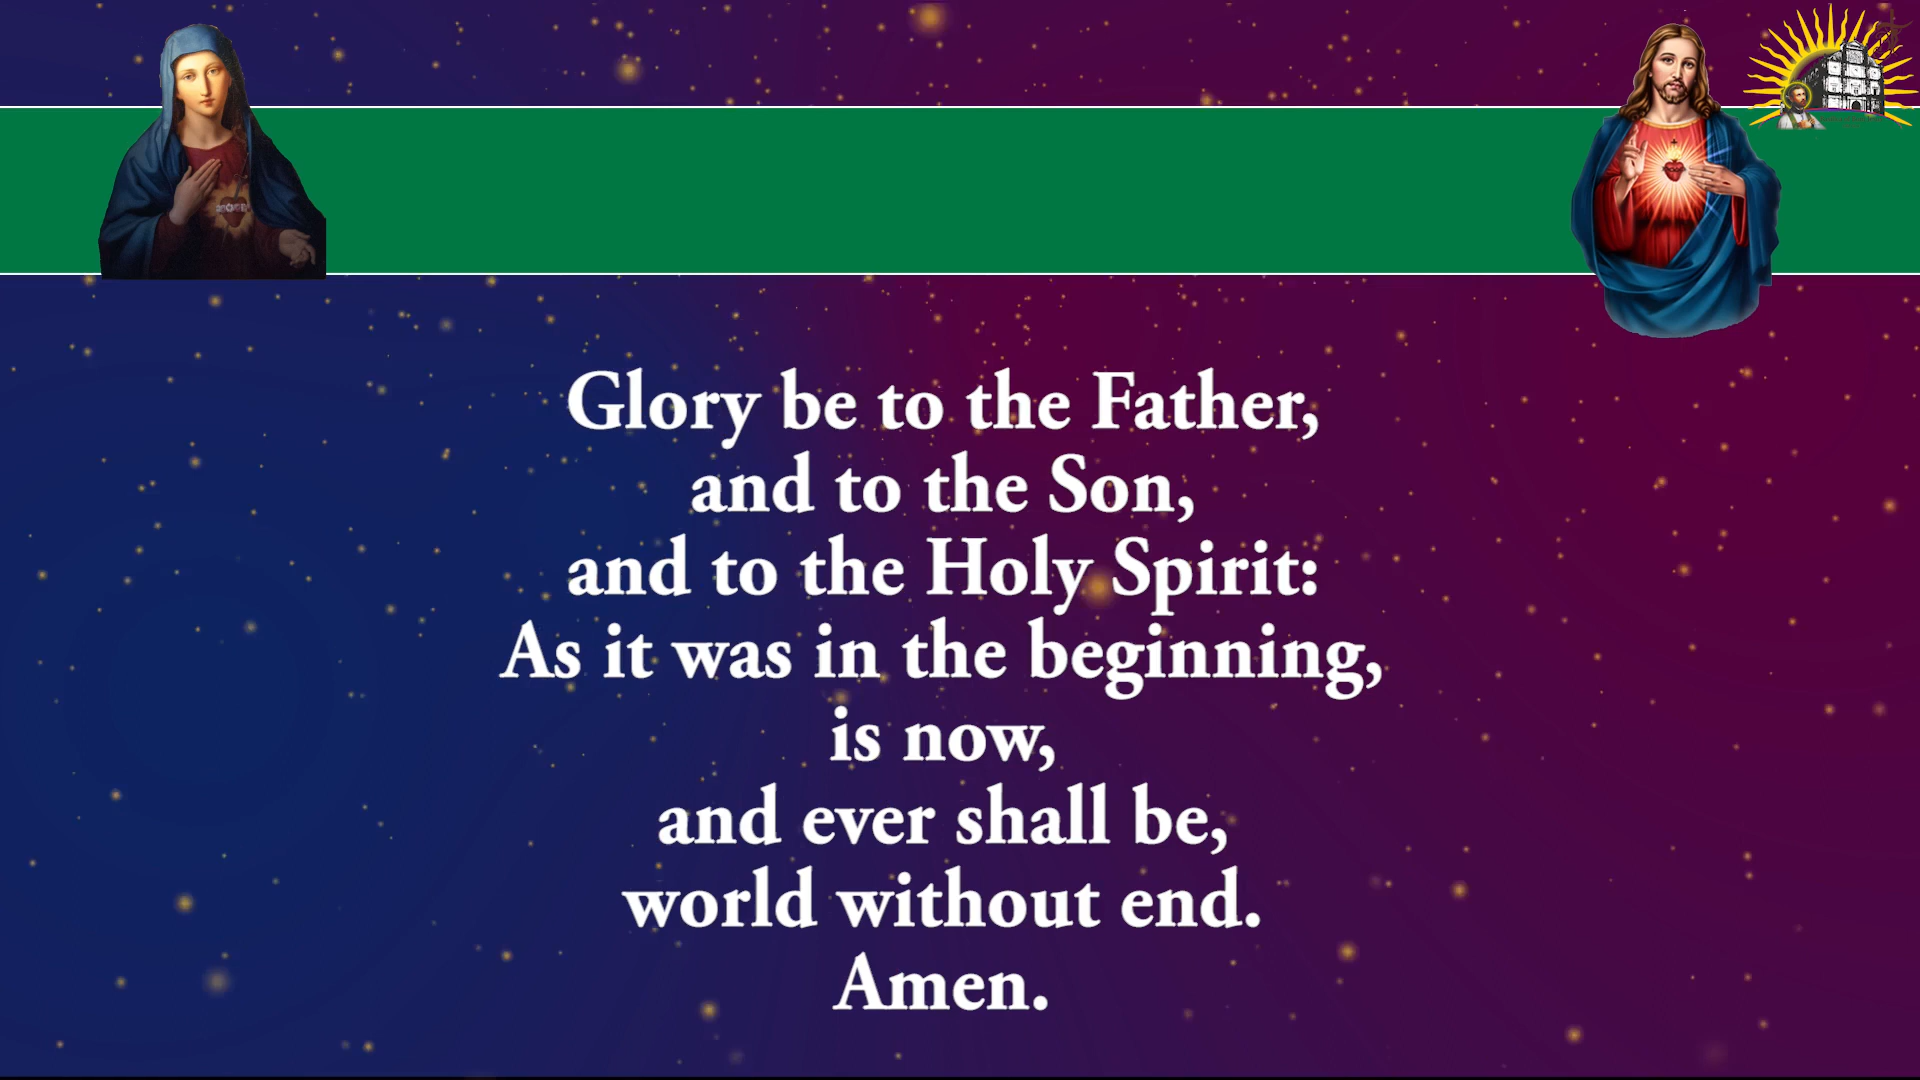 Glory be to the Father,
and to the Son,
and to the Holy Spirit:
As it was in the beginning,
is now,
and ever shall be,
world without end.
Amen.